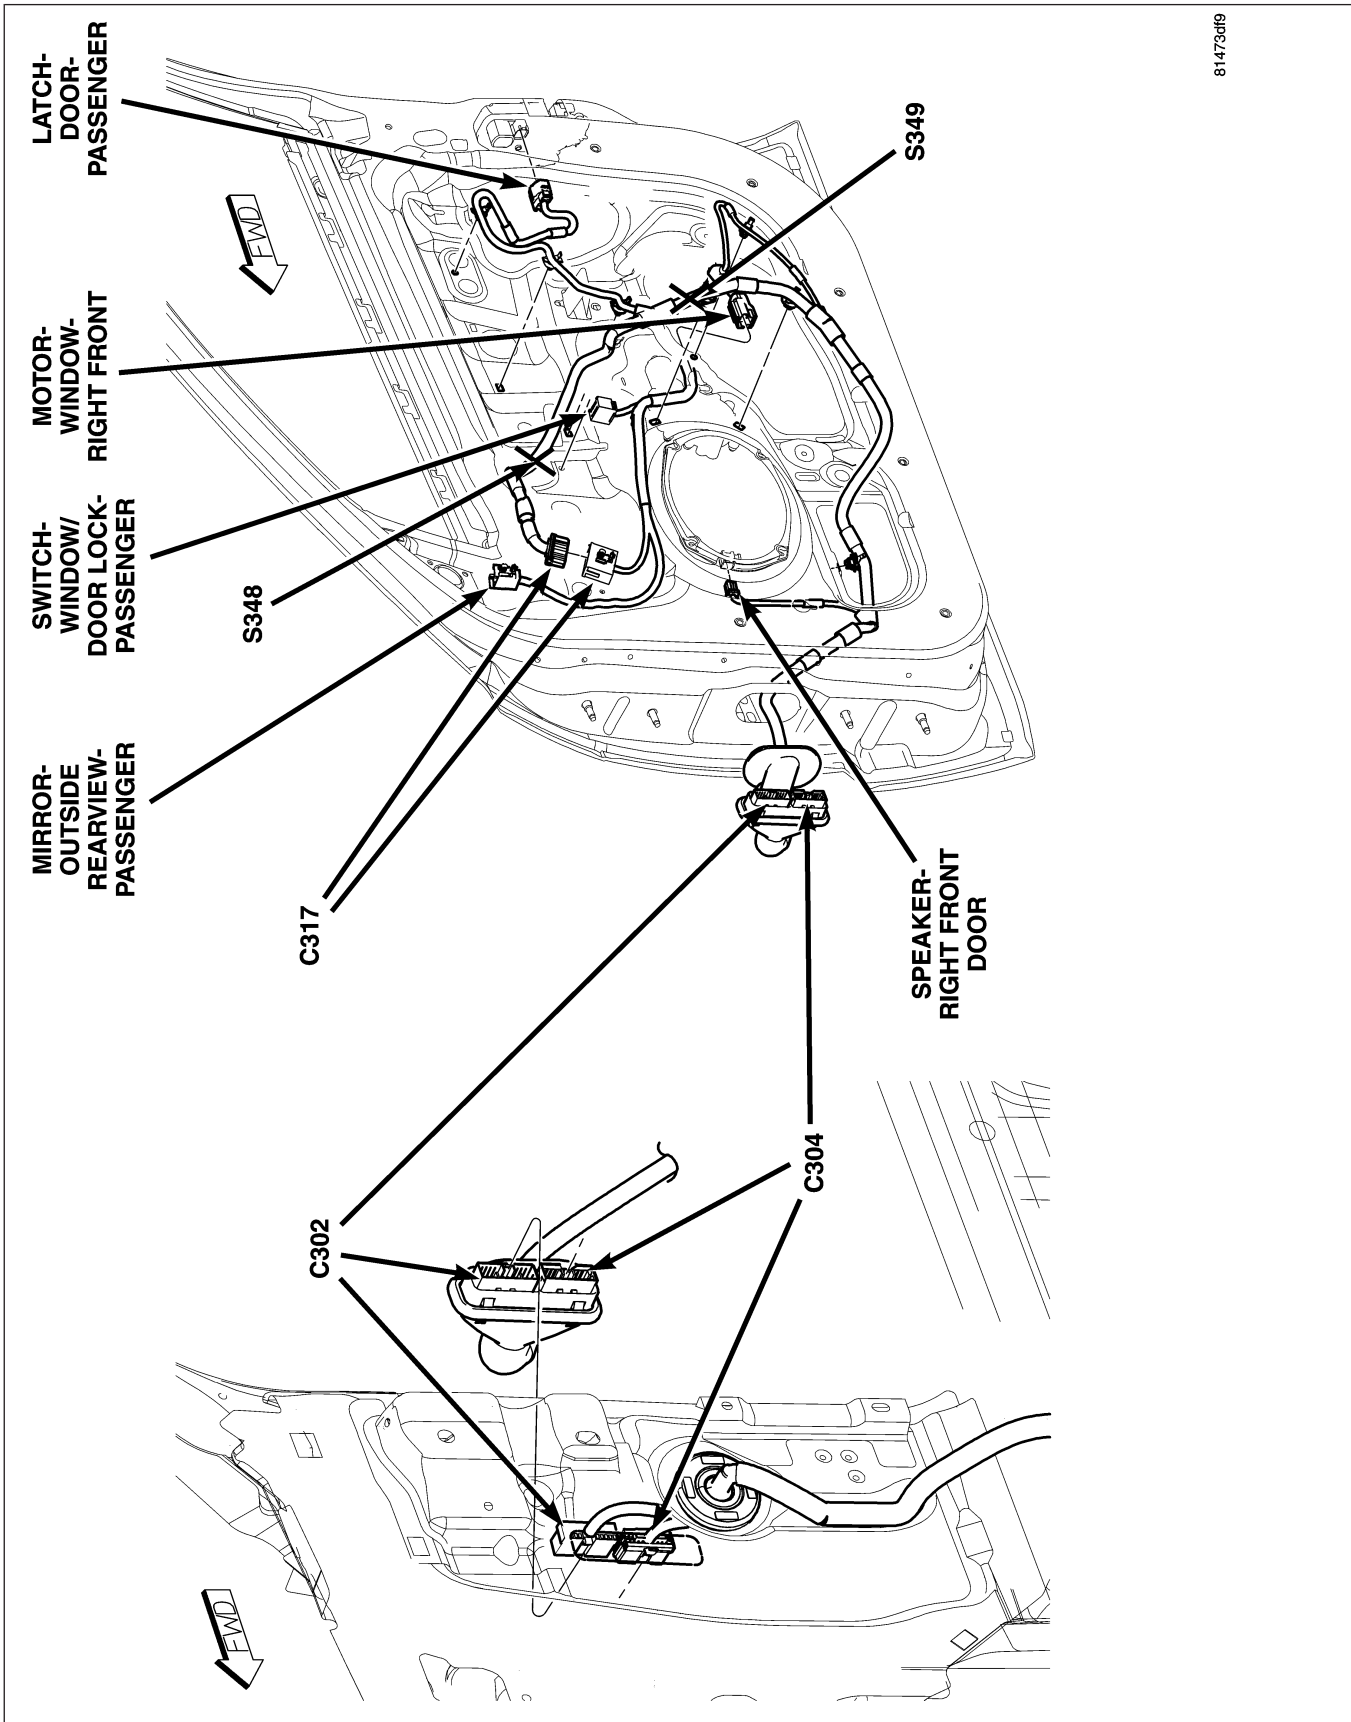 MIRROR-
OUTSIDE
REARVIEW-
PASSENGER
SWITCH-
WINDOW/
DOOR LOCK-
PASSENGER
MOTOR-
WINDOW-
RIGHT FRONT
LATCH-
DOOR-
PASSENGER
FWD
S348
C317
C302
FWD
S349
SPEAKER-
RIGHT FRONT
DOOR
C304
81473df9